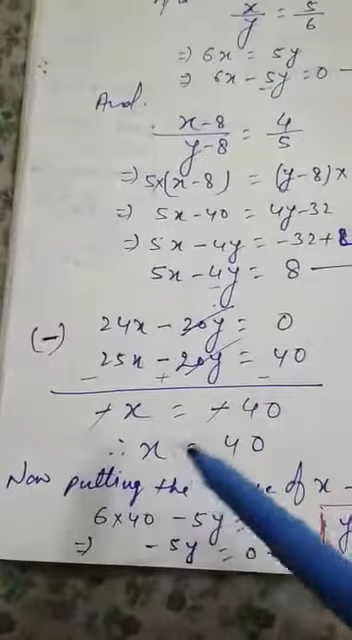 x/y = 5/6
⇒ 6x = 5y
⇒ 6x - 5y = 0 -
And.
x-8/y-8 = 4/5
⇒ 5×(x-8) = (y-8)×
⇒ 5x-40 = 4y-32
⇒ 5x-4y = -32+8
5x-4y = 8 —
(-) 24x - 20y = 0
25x - 20y = 40
- + -
+x = +40
∴ x = 40
Now putting the of x -
6×40 - 5y
⇒ -5y = 0